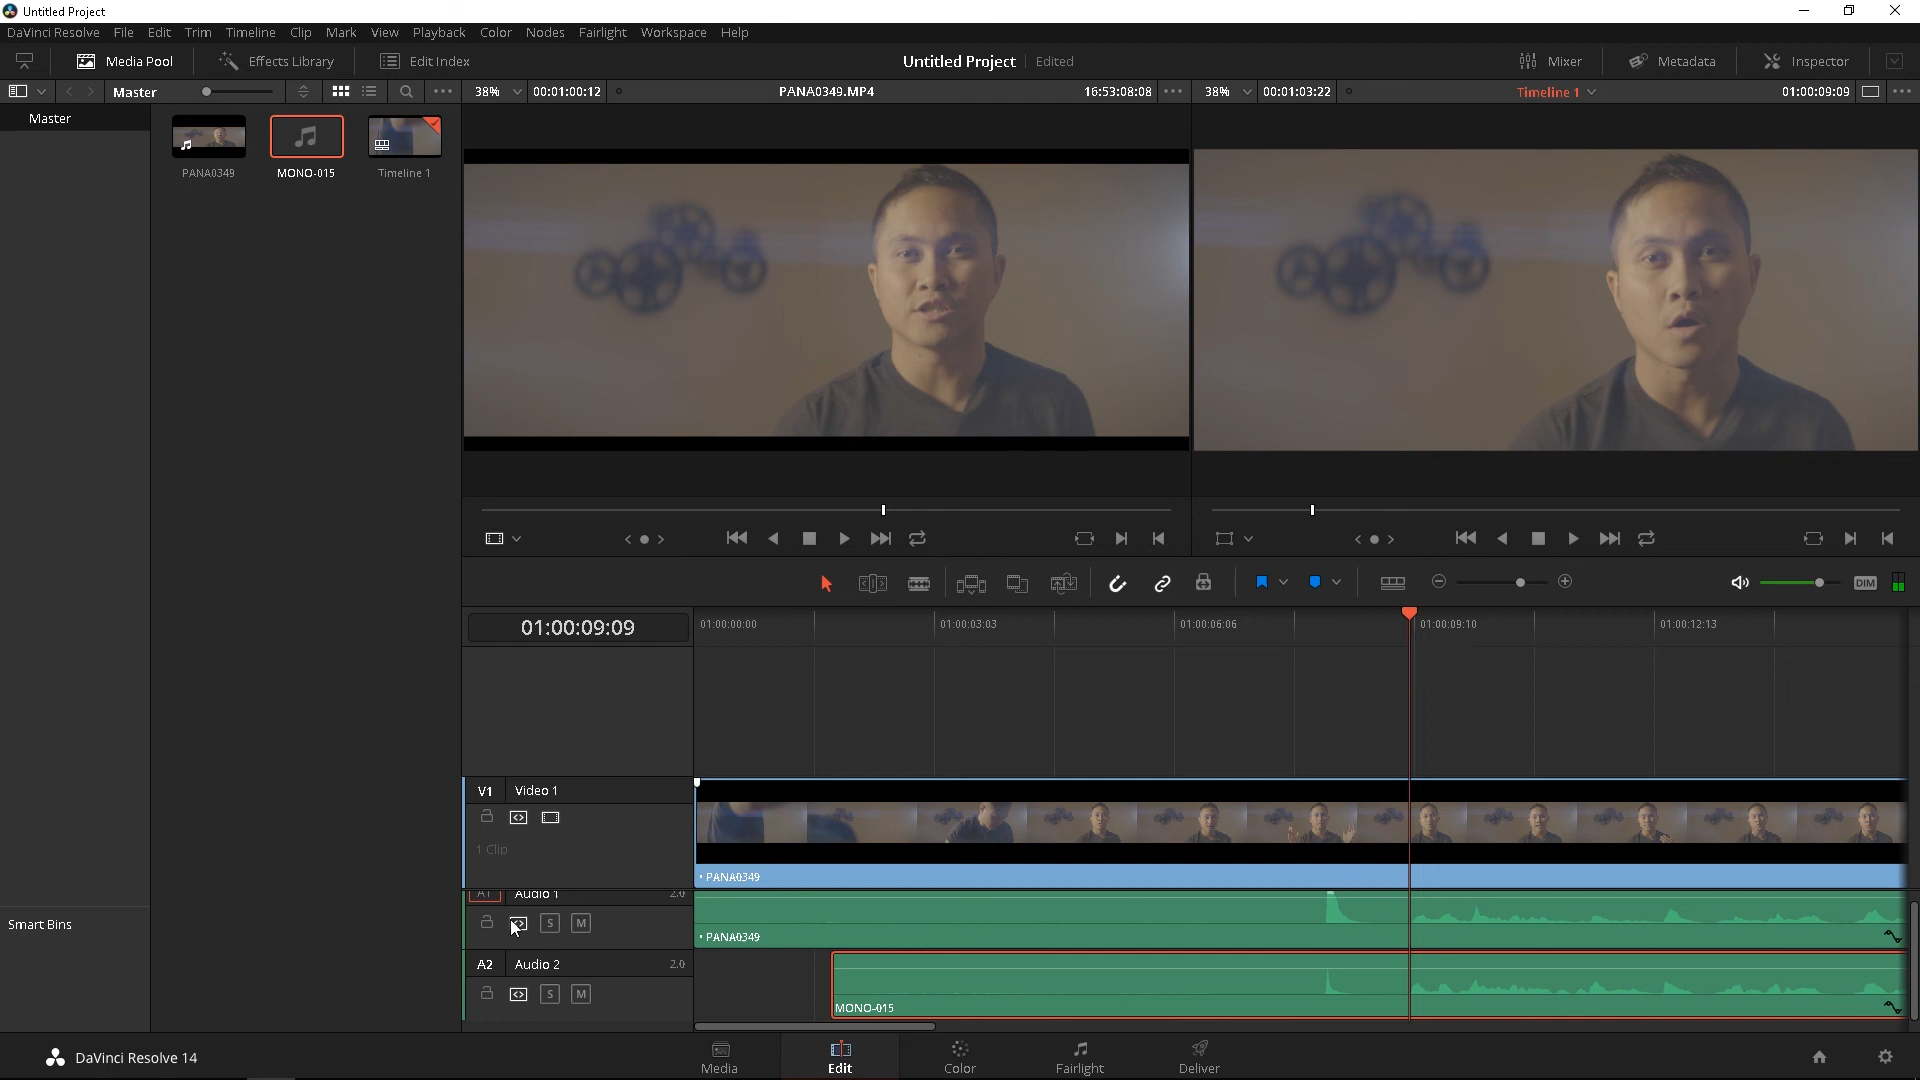 Untitled Project
DaVinci Resolve File Edit Trim Timeline Clip Mark View Playback Color Nodes Fairlight Workspace Help
Media Pool Effects Library Edit Index Untitled Project Edited Mixer Metadata Inspector
Master 38% 00:01:00:12 PANA0349.MP4 16:53:08:08 38% 00:01:03:22 Timeline 1 01:00:09:09
Master
PANA0349 MONO-015 Timeline 1
DIM
01:00:09:09 01:00:00:00 01:00:03:03 01:00:06:06 01:00:09:10 01:00:12:13
V1 Video 1
1 Clip
• PANA0349
A1 Audio 1 2.0
S M
• PANA0349
Smart Bins
A2 Audio 2 2.0
S M
MONO-015
DaVinci Resolve 14
Media Edit Color Fairlight Deliver